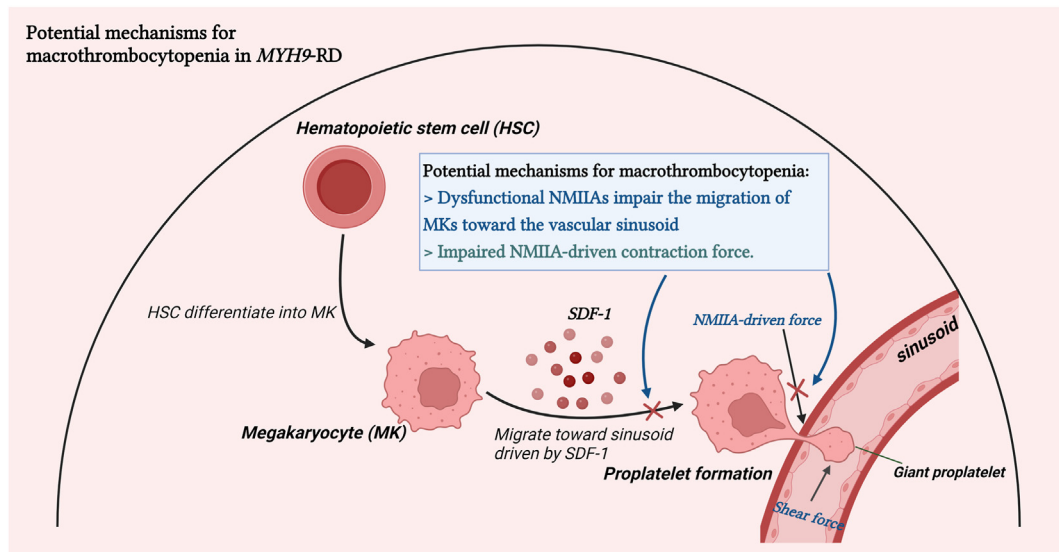 Potential mechanisms for
macrothrombocytopenia in MYH9-RD
Hematopoietic stem cell (HSC)
Potential mechanisms for macrothrombocytopenia:
> Dysfunctional NMIIAs impair the migration of
MKs toward the vascular sinusoid
> Impaired NMIIA-driven contraction force.
HSC differentiate into MK
SDF-1
NMIIA-driven force
sinusoid
Megakaryocyte (MK)
Migrate toward sinusoid
driven by SDF-1
Proplatelet formation
Giant proplatelet
Shear force